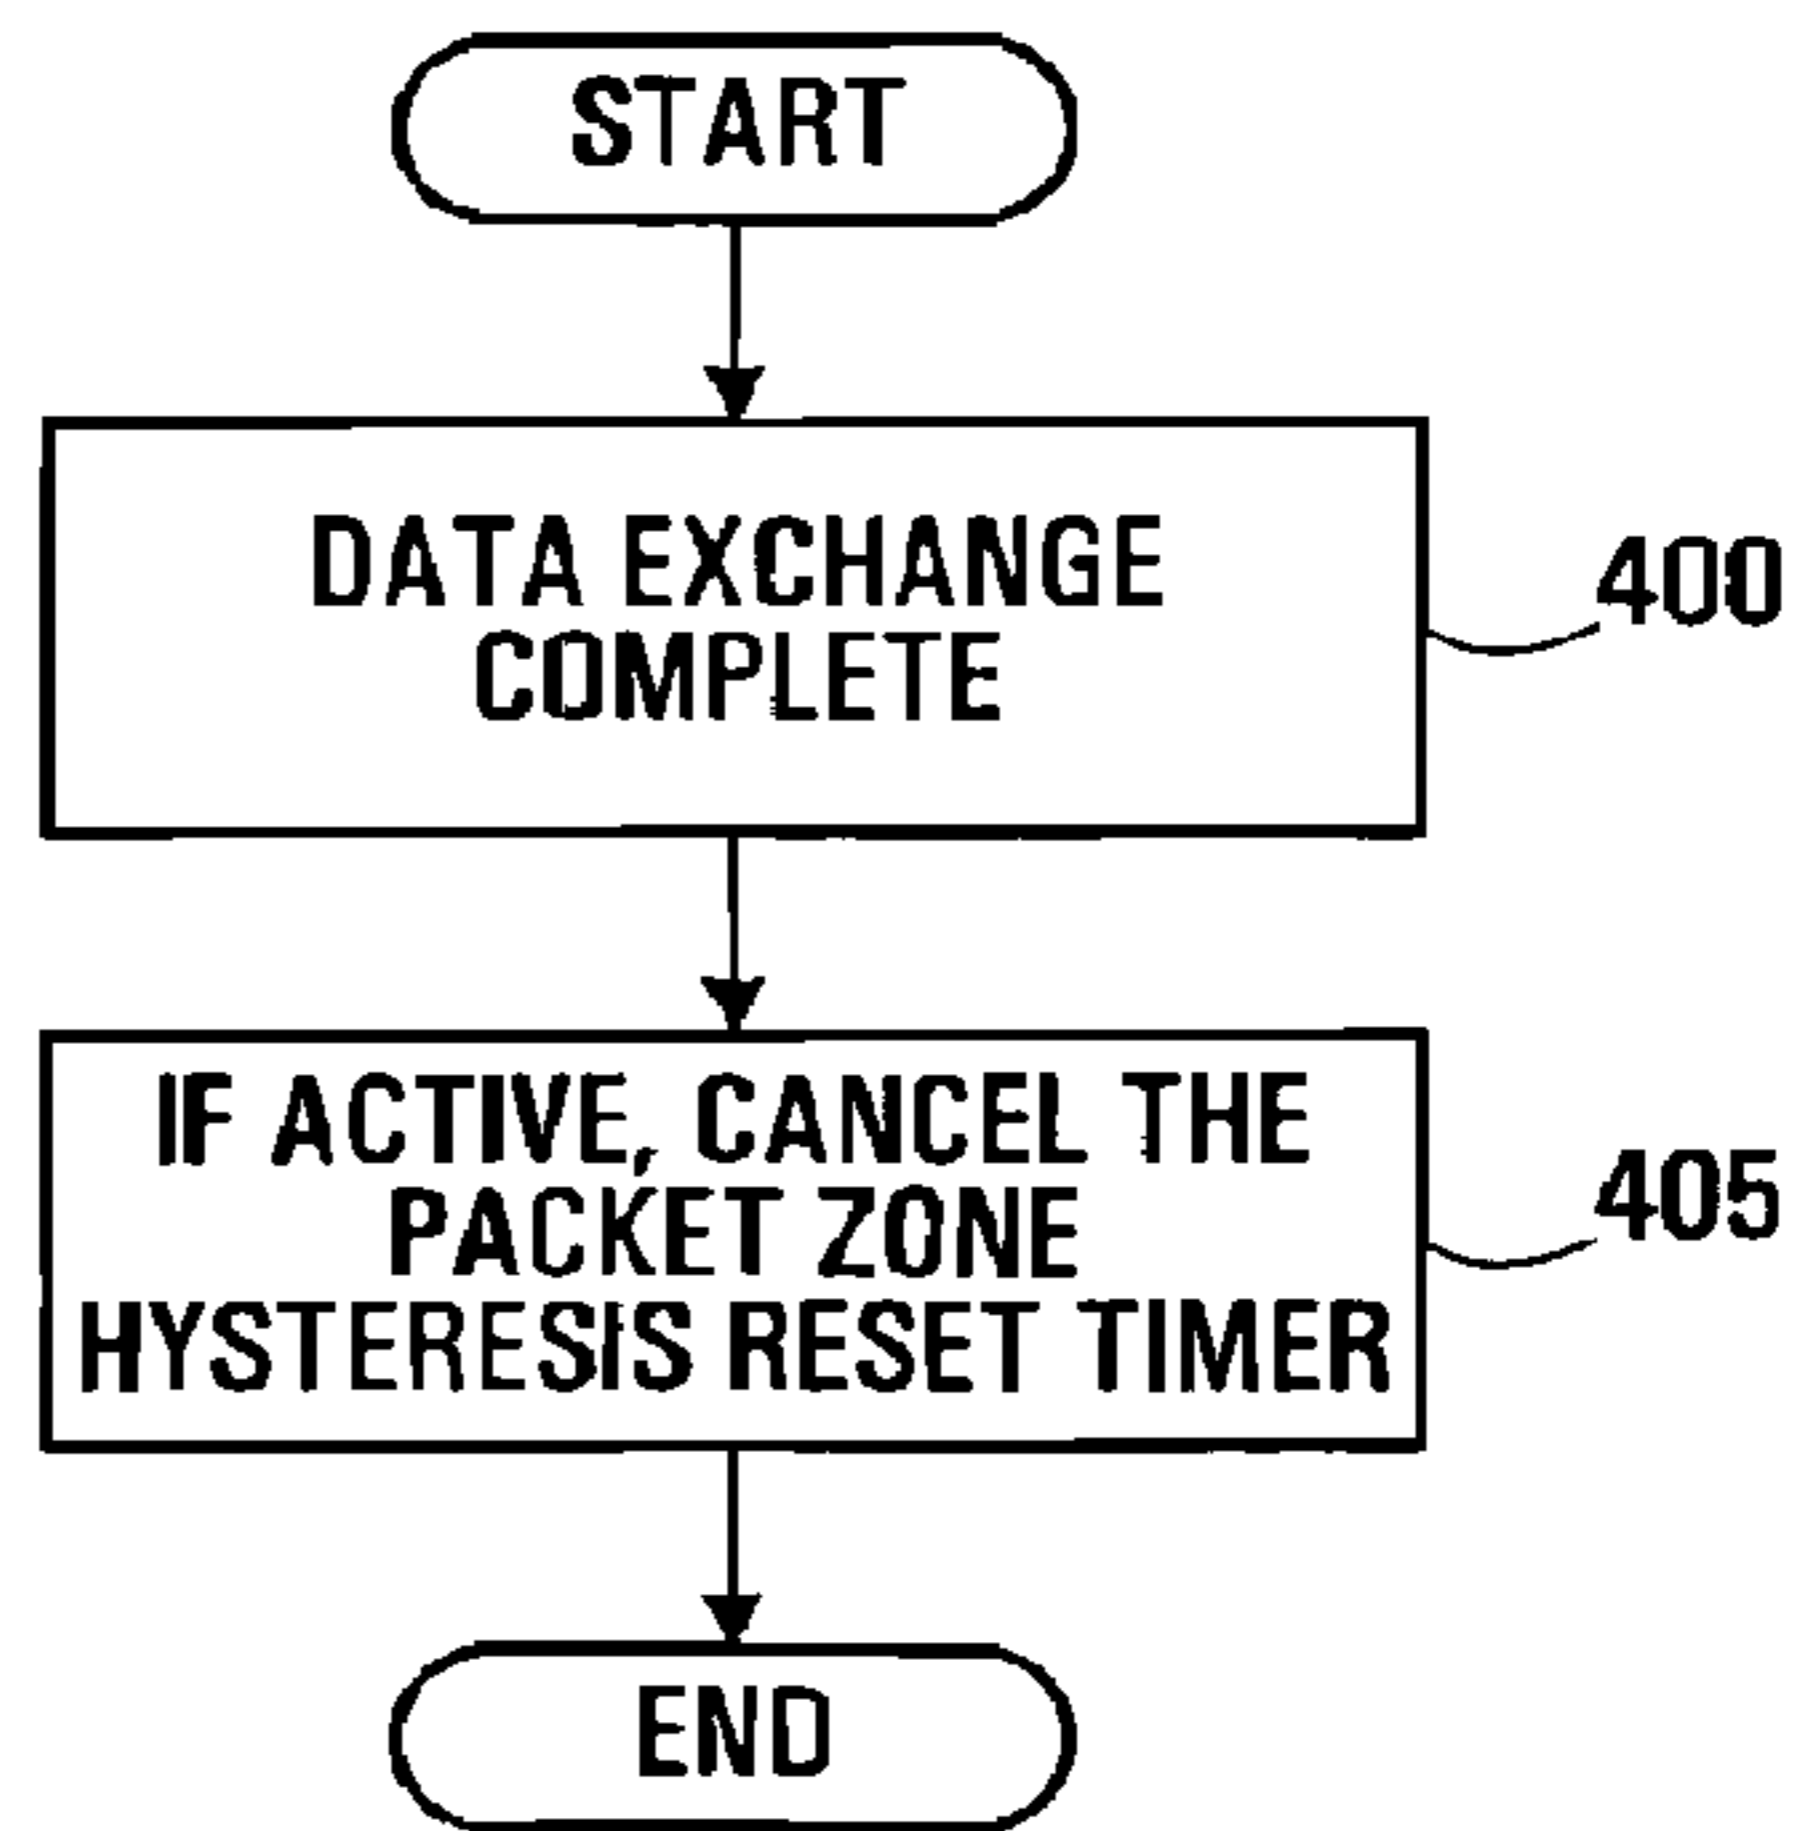 START
DATA EXCHANGE
COMPLETE
400
IF ACTIVE, CANCEL THE
PACKET ZONE
HYSTERESIS RESET TIMER
405
END